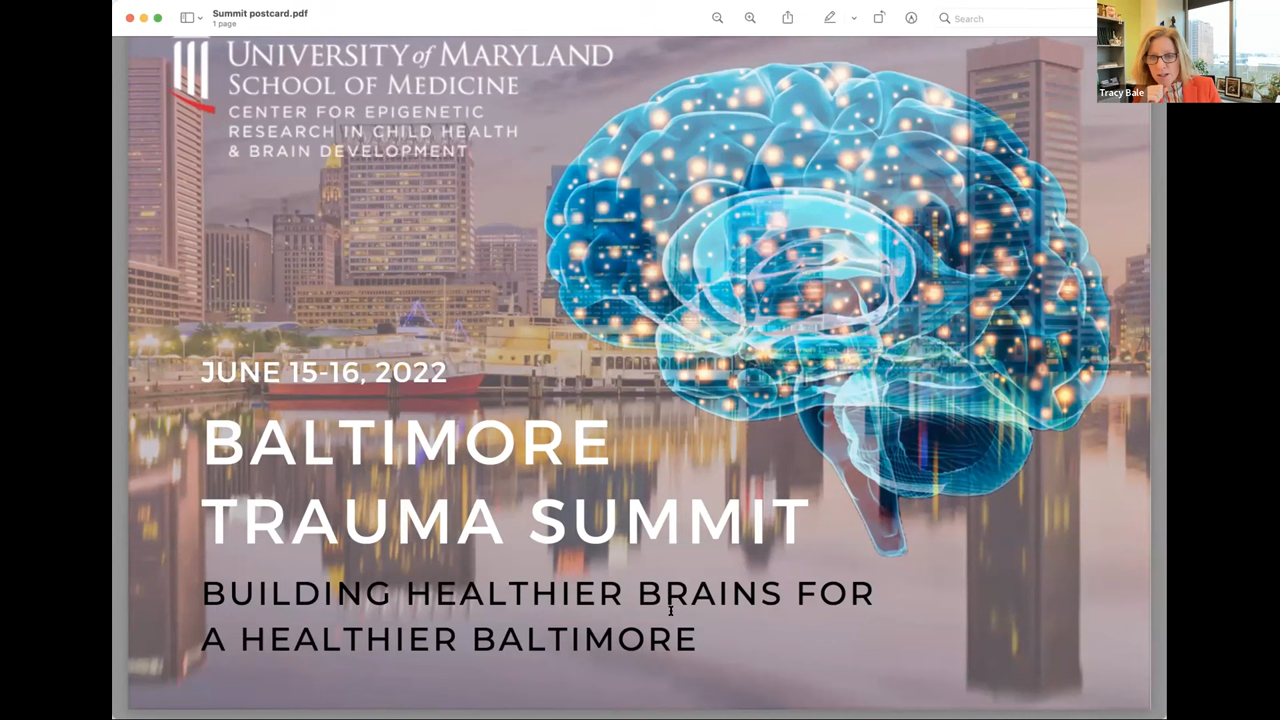 Summit postcard.pdf
1 page
Search
Tracy Bale
UNIVERSITY of MARYLAND
SCHOOL OF MEDICINE
CENTER FOR EPIGENETIC
RESEARCH IN CHILD HEALTH
& BRAIN DEVELOPMENT
JUNE 15-16, 2022
BALTIMORE
TRAUMA SUMMIT
BUILDING HEALTHIER BRAINS FOR
A HEALTHIER BALTIMORE